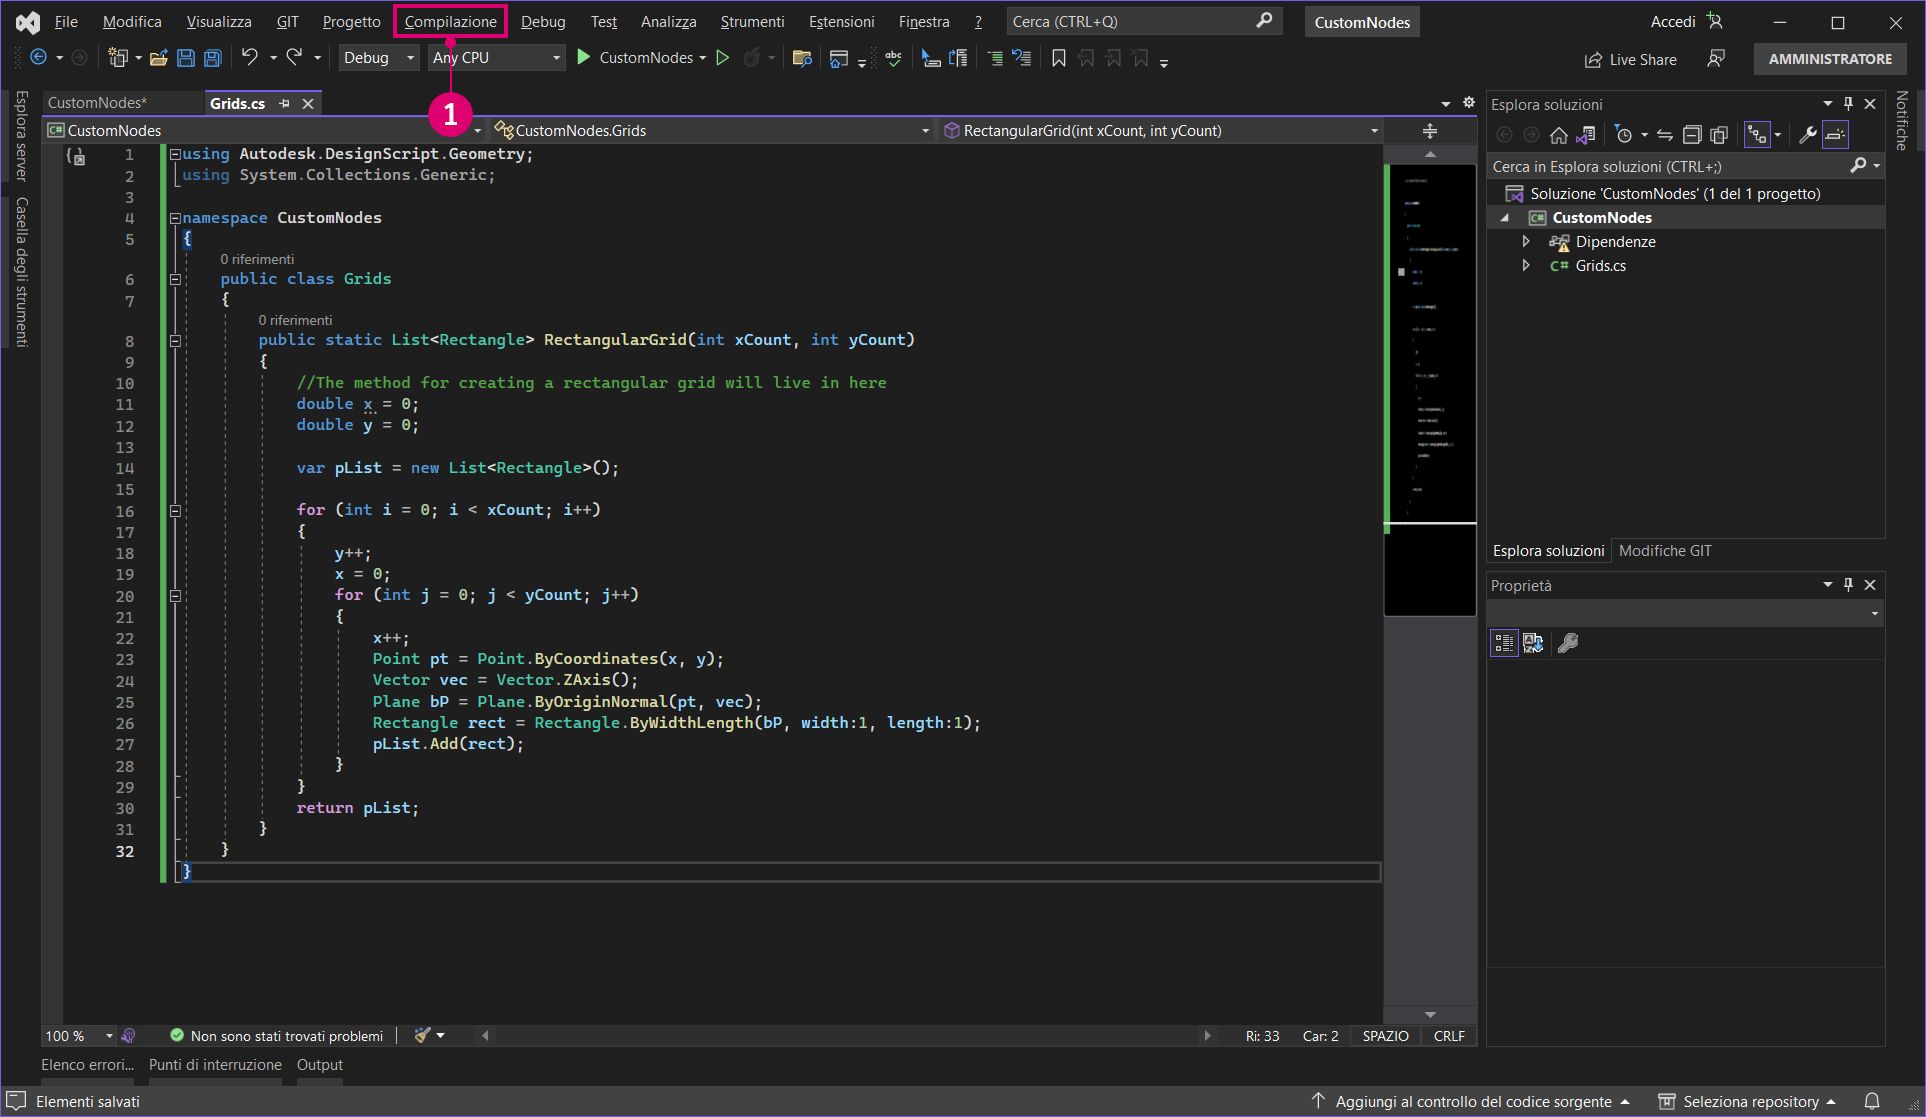 File Modifica Visualizza GIT Progetto Compilazione Debug Test Analizza Strumenti Estensioni Finestra ? Cerca (CTRL+Q) CustomNodes Accedi
Debug Any CPU CustomNodes abc Live Share AMMINISTRATORE
1
CustomNodes* Grids.cs
CustomNodes CustomNodes.Grids RectangularGrid(int xCount, int yCount)
Esplora server
Casella degli strumenti
1 using Autodesk.DesignScript.Geometry;
2 using System.Collections.Generic;
3
4 namespace CustomNodes
5 {
0 riferimenti
6 public class Grids
7 {
0 riferimenti
8 public static List<Rectangle> RectangularGrid(int xCount, int yCount)
9 {
10 //The method for creating a rectangular grid will live in here
11 double x = 0;
12 double y = 0;
13
14 var pList = new List<Rectangle>();
15
16 for (int i = 0; i < xCount; i++)
17 {
18 y++;
19 x = 0;
20 for (int j = 0; j < yCount; j++)
21 {
22 x++;
23 Point pt = Point.ByCoordinates(x, y);
24 Vector vec = Vector.ZAxis();
25 Plane bP = Plane.ByOriginNormal(pt, vec);
26 Rectangle rect = Rectangle.ByWidthLength(bP, width:1, length:1);
27 pList.Add(rect);
28 }
29 }
30 return pList;
31 }
32 }
}
100 % Non sono stati trovati problemi Ri: 33 Car: 2 SPAZIO CRLF
Elenco errori... Punti di interruzione Output
Esplora soluzioni
Cerca in Esplora soluzioni (CTRL+;)
Soluzione 'CustomNodes' (1 del 1 progetto)
C# CustomNodes
Dipendenze
C# Grids.cs
Esplora soluzioni Modifiche GIT
Proprietà
Notifiche
Elementi salvati Aggiungi al controllo del codice sorgente Seleziona repository